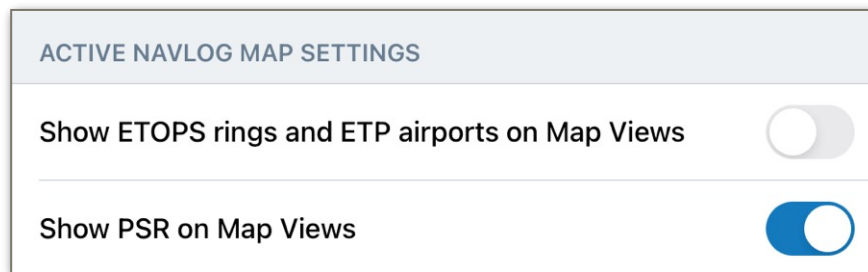 ACTIVE NAVLOG MAP SETTINGS
Show ETOPS rings and ETP airports on Map Views
Show PSR on Map Views